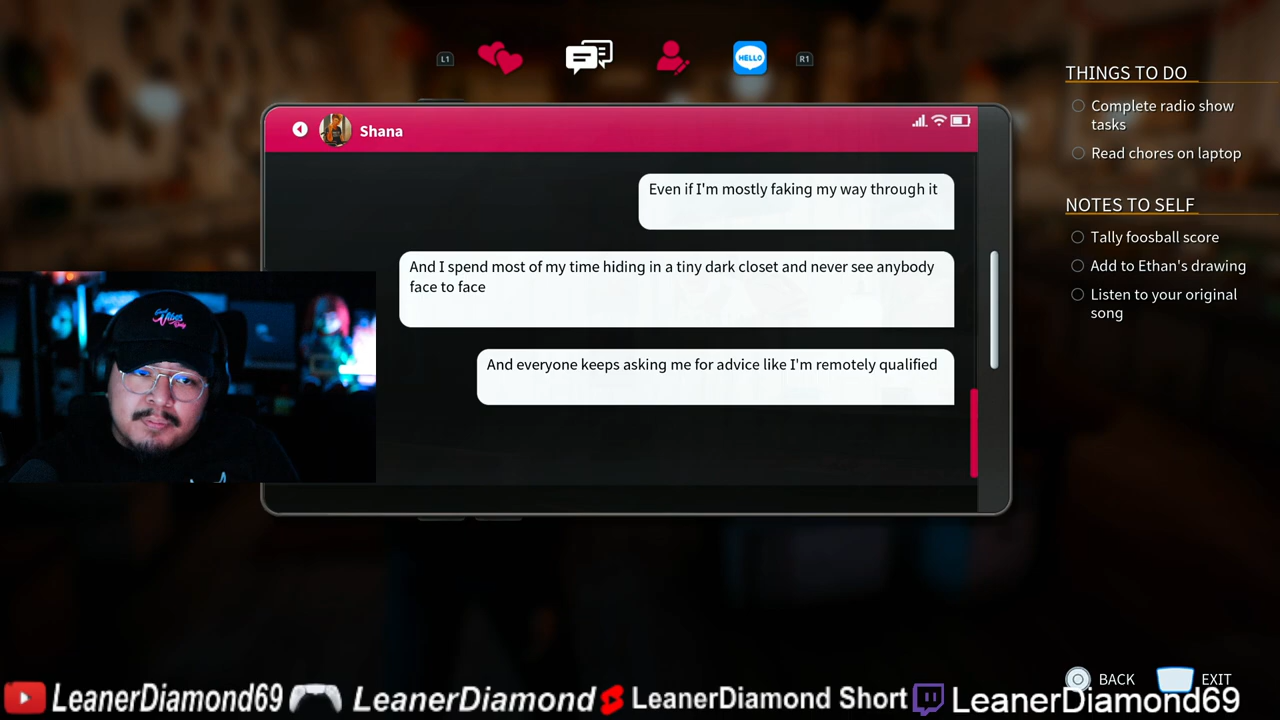 L1
HELLO
R1
Shana
Even if I'm mostly faking my way through it
And I spend most of my time hiding in a tiny dark closet and never see anybody
face to face
And everyone keeps asking me for advice like I'm remotely qualified
THINGS TO DO
Complete radio show
tasks
Read chores on laptop
NOTES TO SELF
Tally foosball score
Add to Ethan's drawing
Listen to your original
song
BACK
EXIT
LeanerDiamond69
LeanerDiamond
LeanerDiamond Short
LeanerDiamond69